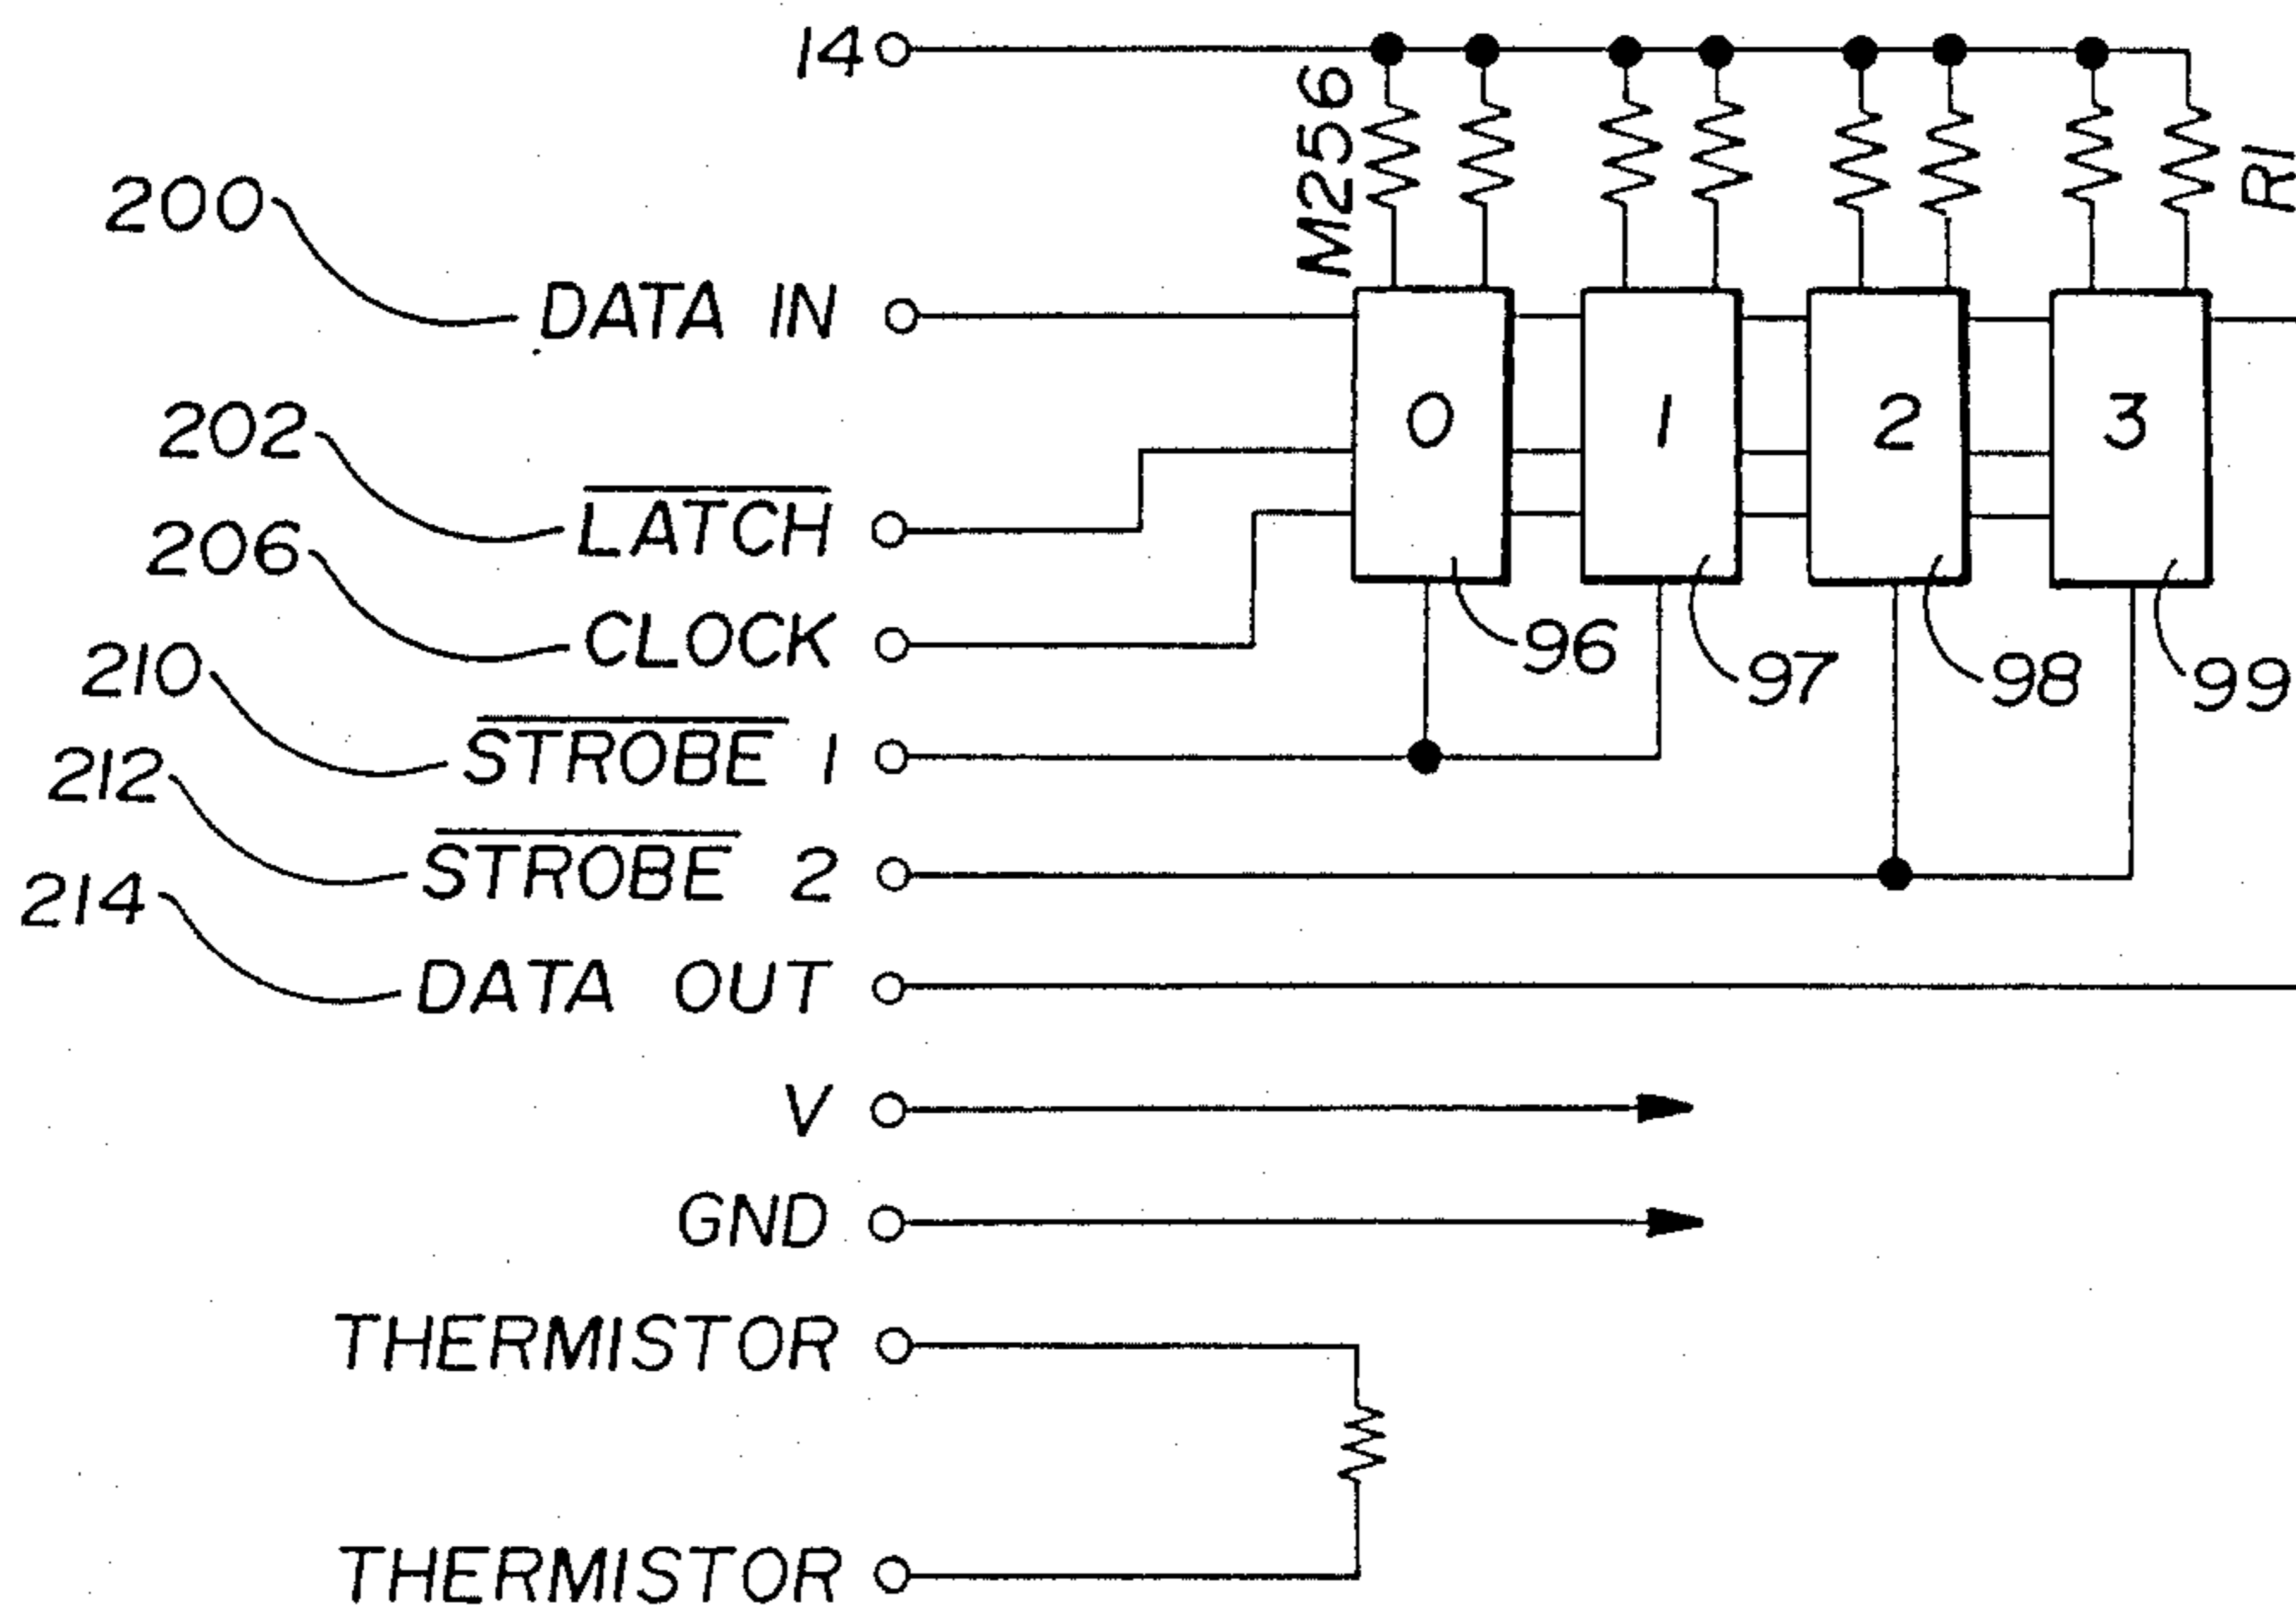 14
M256
R1
200
DATA IN
202
LATCH
206
CLOCK
210
STROBE 1
212
STROBE 2
214
DATA OUT
0
1
2
3
96
97
98
99
V
GND
THERMISTOR
THERMISTOR